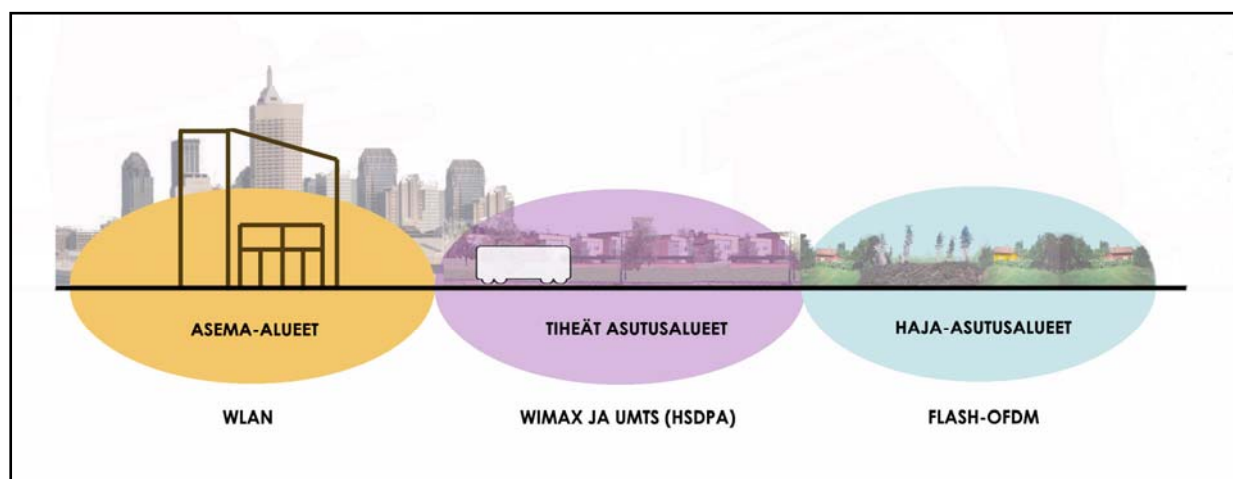 ASEMA-ALUEET
TIHEÄT ASUTUSALUEET
HAJA-ASUTUSALUEET
WLAN
WIMAX JA UMTS (HSDPA)
FLASH-OFDM